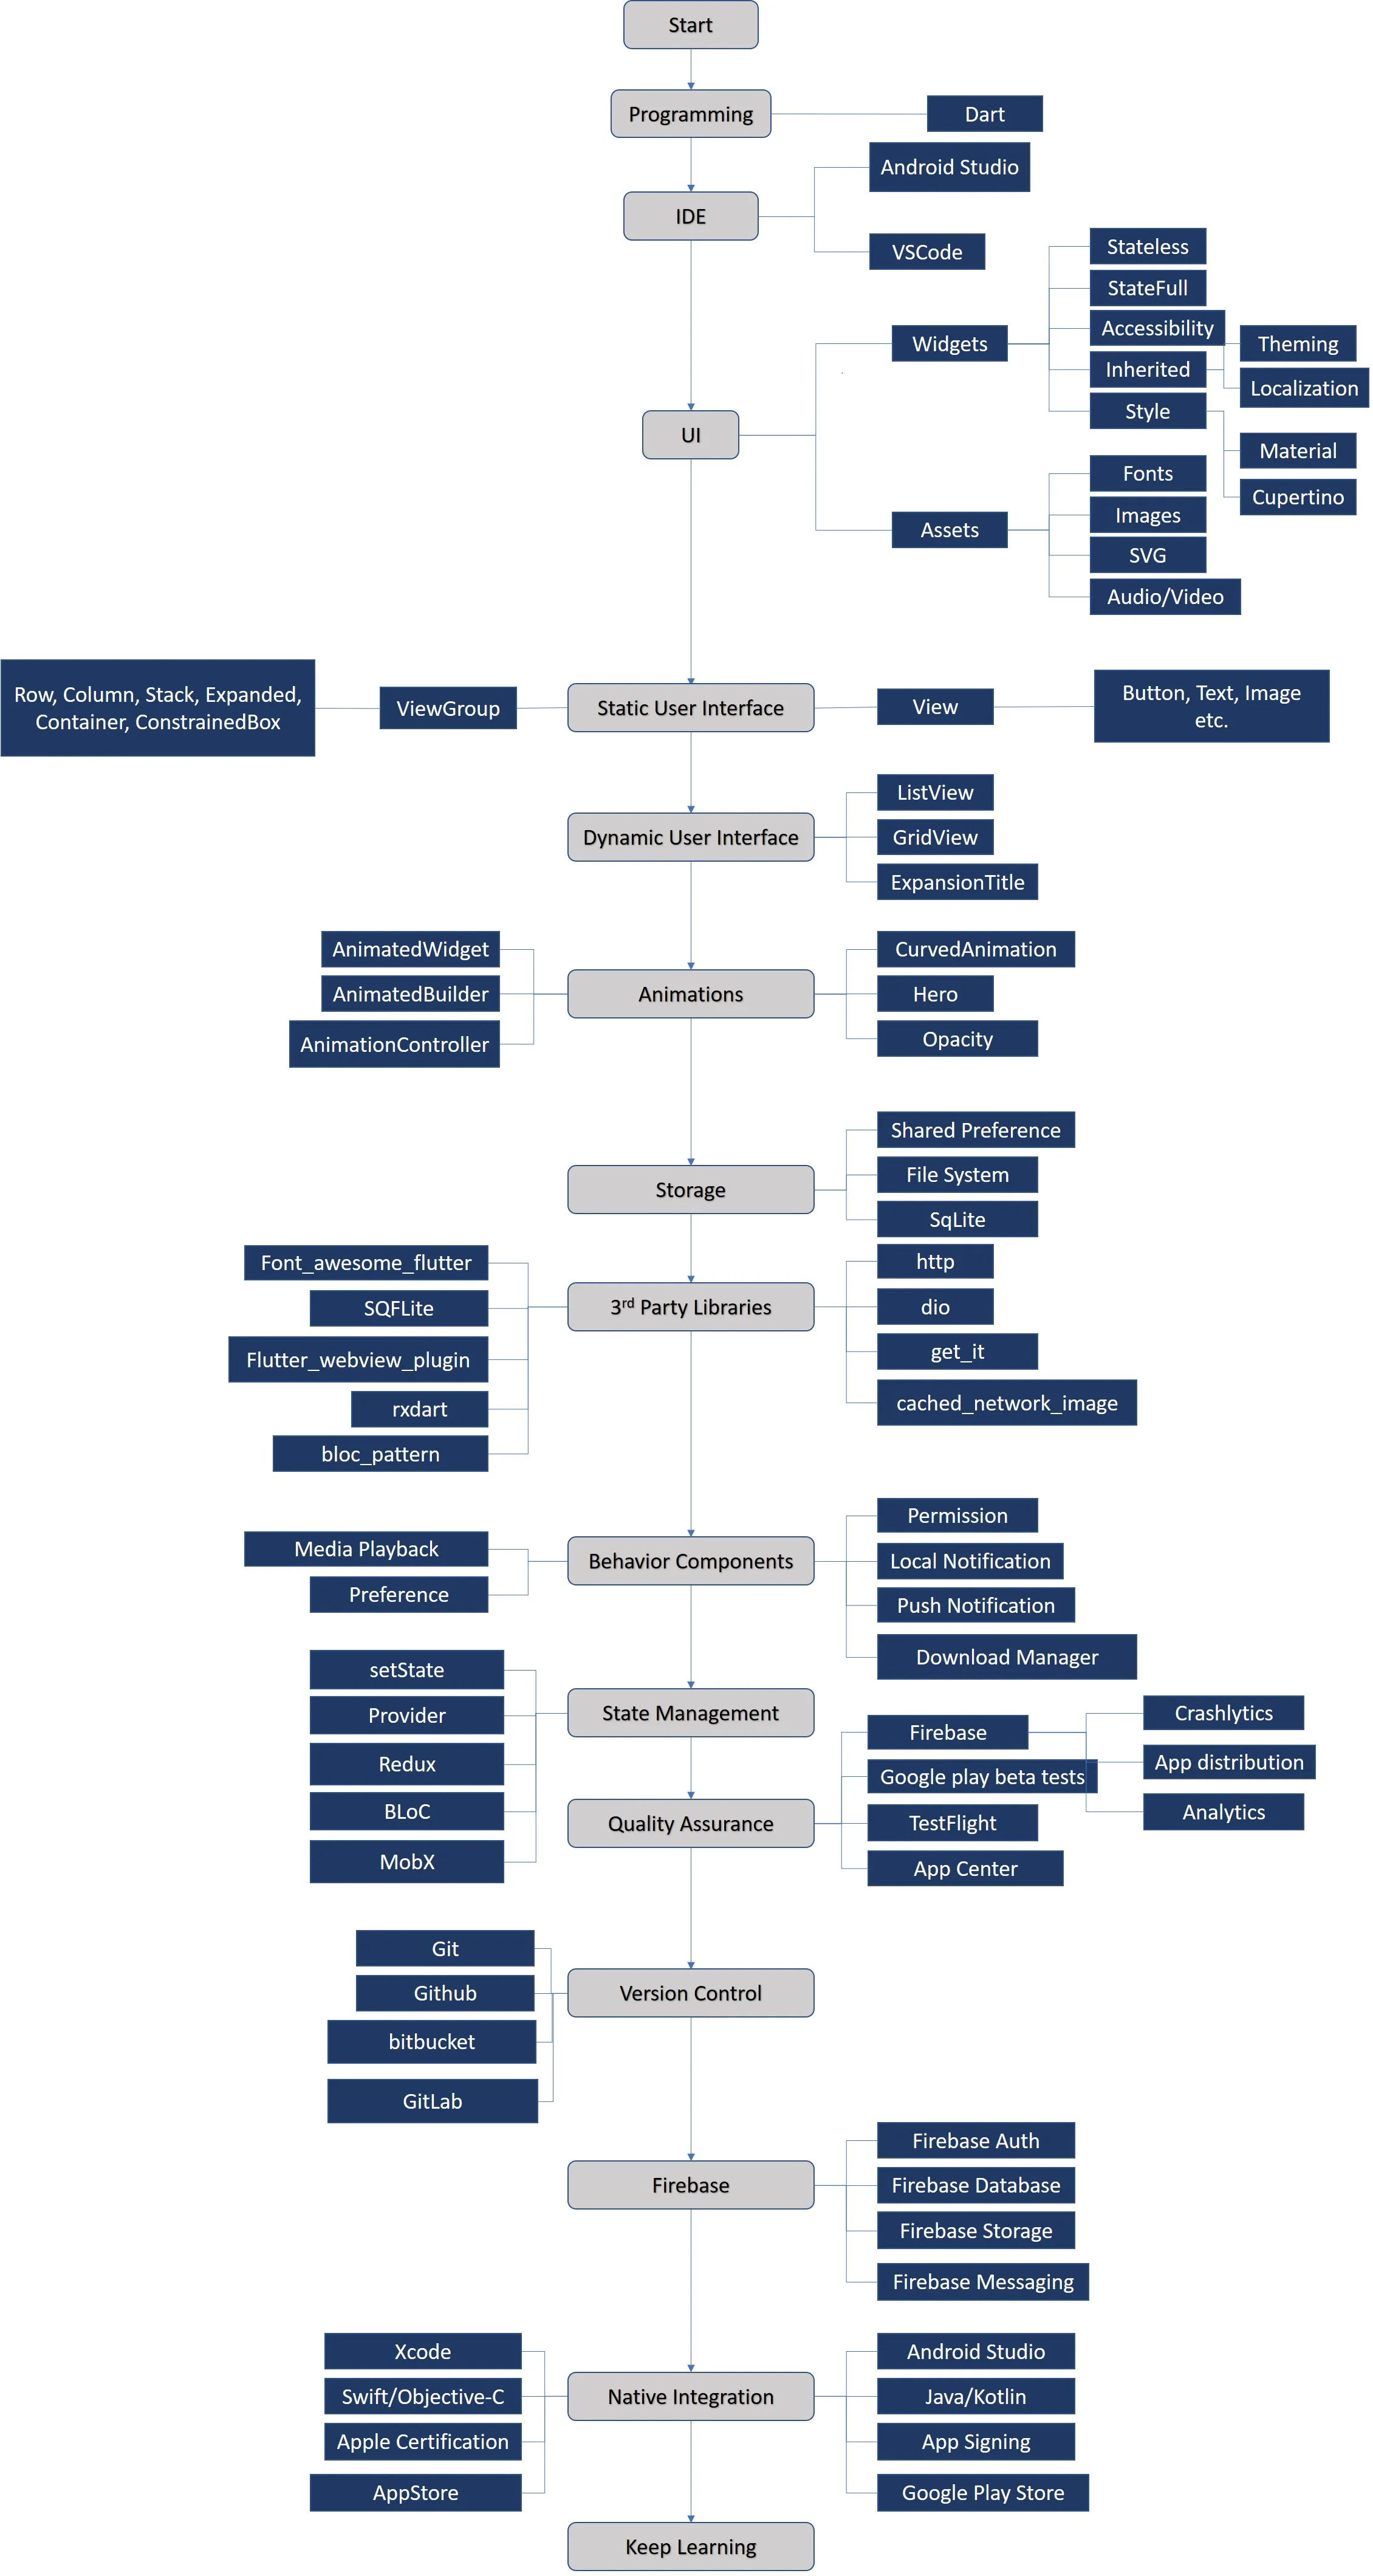 Start
Programming
Dart
IDE
Android Studio
VSCode
UI
Widgets
Stateless
StateFull
Accessibility
Inherited
Style
Theming
Localization
Material
Cupertino
Assets
Fonts
Images
SVG
Audio/Video
Row, Column, Stack, Expanded,
Container, ConstrainedBox
ViewGroup
Static User Interface
View
Button, Text, Image
etc.
Dynamic User Interface
ListView
GridView
ExpansionTitle
AnimatedWidget
AnimatedBuilder
AnimationController
Animations
CurvedAnimation
Hero
Opacity
Storage
Shared Preference
File System
SqLite
Font_awesome_flutter
SQFLite
Flutter_webview_plugin
rxdart
bloc_pattern
3rd Party Libraries
http
dio
get_it
cached_network_image
Media Playback
Preference
Behavior Components
Permission
Local Notification
Push Notification
Download Manager
setState
Provider
Redux
BLoC
MobX
State Management
Quality Assurance
Firebase
Google play beta tests
TestFlight
App Center
Crashlytics
App distribution
Analytics
Git
Github
bitbucket
GitLab
Version Control
Firebase
Firebase Auth
Firebase Database
Firebase Storage
Firebase Messaging
Xcode
Swift/Objective-C
Apple Certification
AppStore
Native Integration
Android Studio
Java/Kotlin
App Signing
Google Play Store
Keep Learning